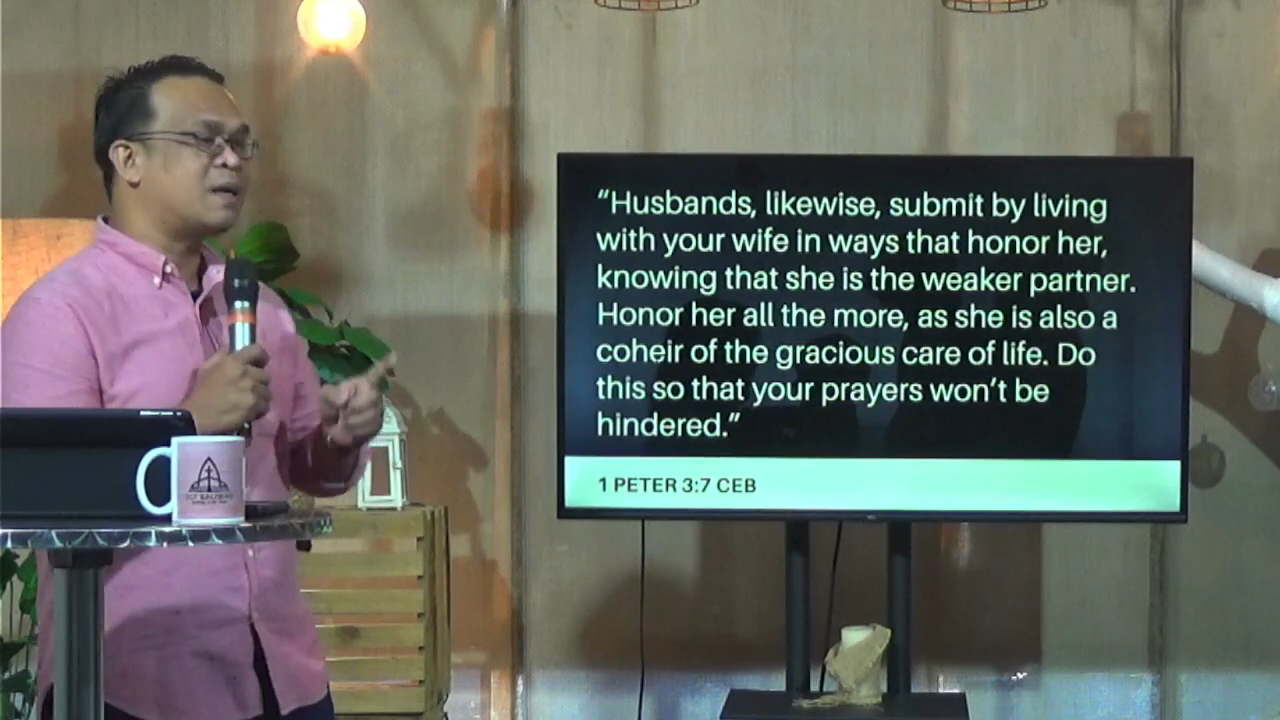 “Husbands, likewise, submit by living
with your wife in ways that honor her,
knowing that she is the weaker partner.
Honor her all the more, as she is also a
coheir of the gracious care of life. Do
this so that your prayers won’t be
hindered.”
1 PETER 3:7 CEB